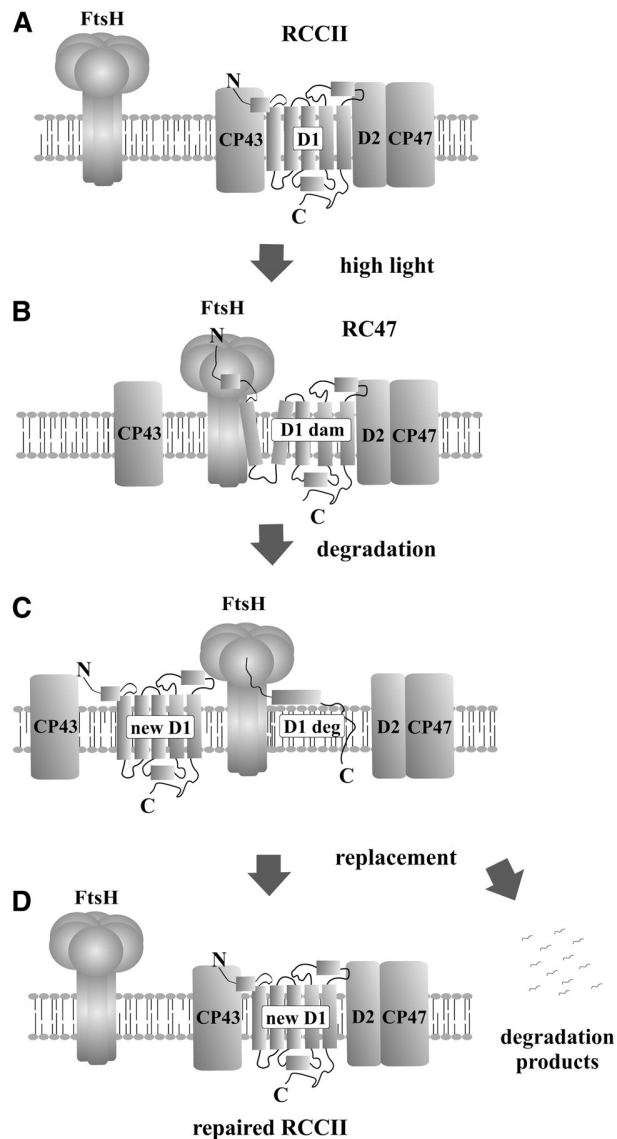 A
FtsH
RCCII
N
CP43
D1
D2
CP47
C
high light
B
FtsH
RC47
N
CP43
D1 dam
D2
CP47
C
degradation
C
FtsH
N
CP43
new D1
D1 deg
D2
CP47
C
C
replacement
D
FtsH
N
CP43
new D1
D2
CP47
C
degradation
products
repaired RCCII